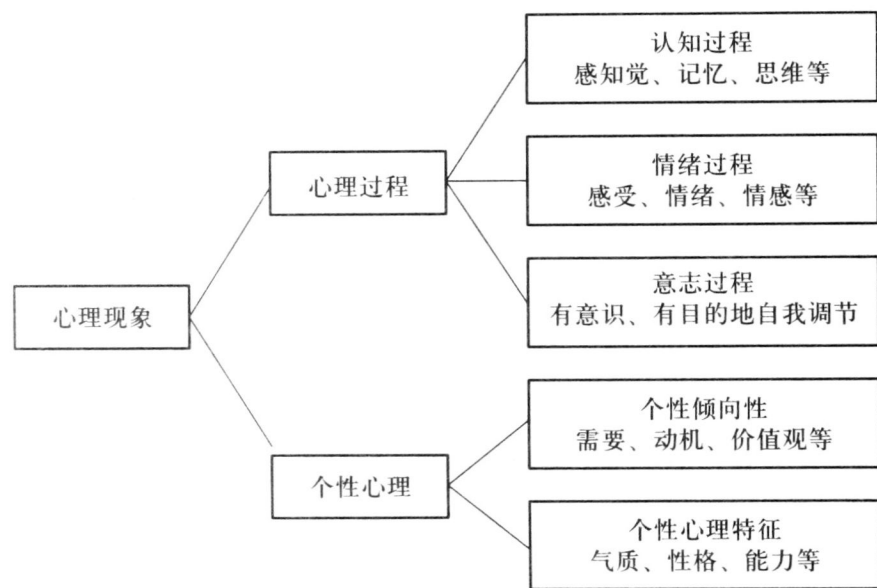 心理现象
心理过程
认知过程
感知觉、记忆、思维等
情绪过程
感受、情绪、情感等
意志过程
有意识、有目的地自我调节
个性心理
个性倾向性
需要、动机、价值观等
个性心理特征
气质、性格、能力等